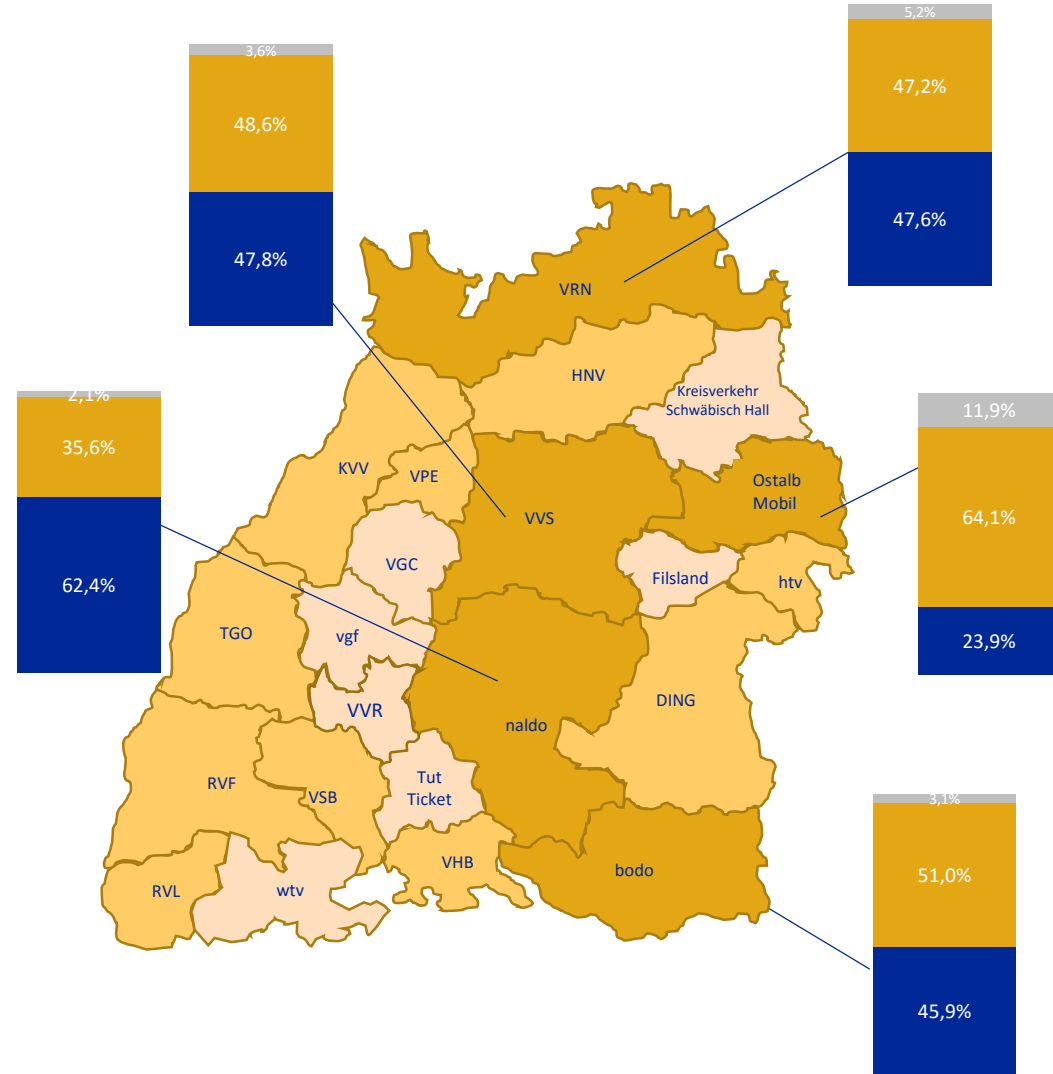 5,2%
47,2%
47,6%
3,6%
48,6%
47,8%
2,1%
35,6%
62,4%
11,9%
64,1%
23,9%
3,1%
51,0%
45,9%
VRN
HNV
Kreisverkehr
Schwäbisch Hall
KVV
VPE
Ostalb
Mobil
VVS
VGC
Filsland
htv
TGO
vgf
VVR
DING
naldo
RVF
VSB
Tut
Ticket
VHB
bodo
RVL
wtv